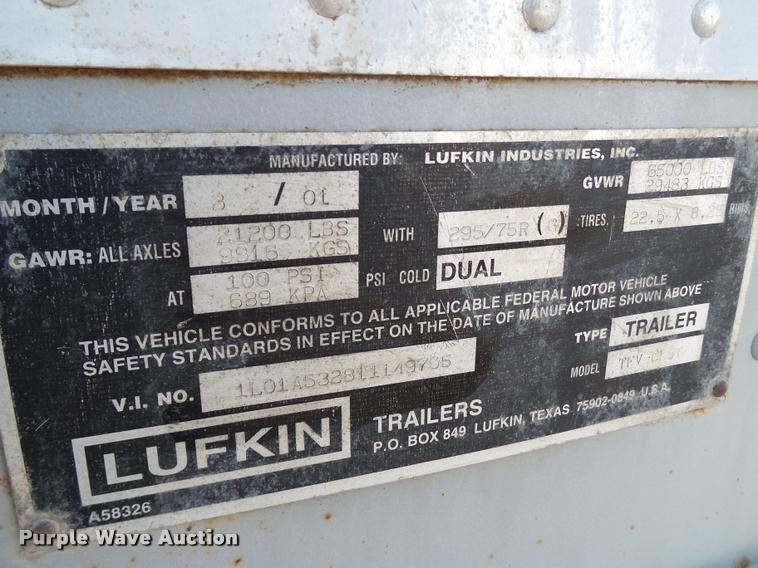 MANUFACTURED BY: LUFKIN INDUSTRIES, INC.
MONTH / YEAR 3 / 01 GVWR 65000 LBS
29483 KGS
GAWR: ALL AXLES 21200 LBS
9616 KGS WITH 295/75R (G) TIRES, 22.5 X 8.25 RIMS
AT 100 PSI
689 KPA PSI COLD DUAL
THIS VEHICLE CONFORMS TO ALL APPLICABLE FEDERAL MOTOR VEHICLE
SAFETY STANDARDS IN EFFECT ON THE DATE OF MANUFACTURE SHOWN ABOVE
V.I. NO. TYPE TRAILER
MODEL
LUFKIN TRAILERS
P.O. BOX 849 LUFKIN, TEXAS 75902-0849 U.S.A.
A58326
Purple Wave Auction